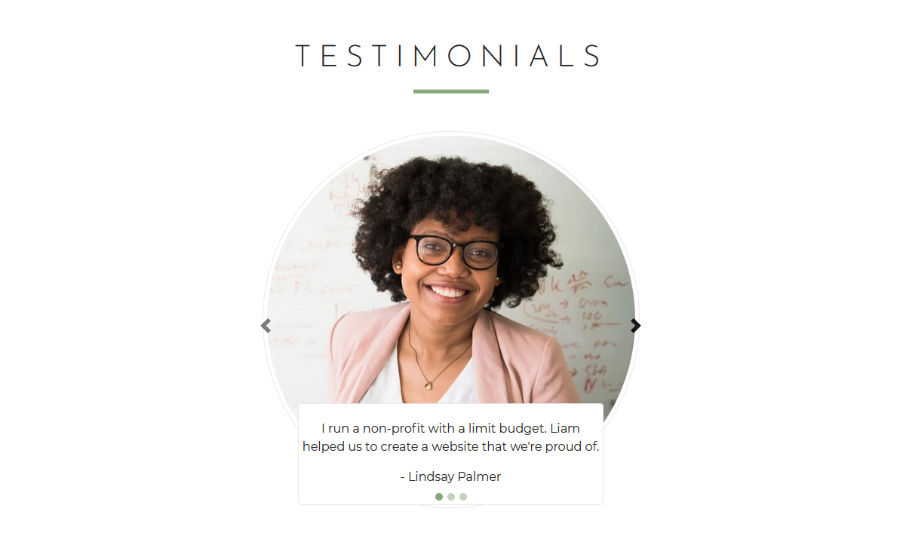 TESTIMONIALS
I run a non-profit with a limit budget. Liam
helped us to create a website that we're proud of.
- Lindsay Palmer